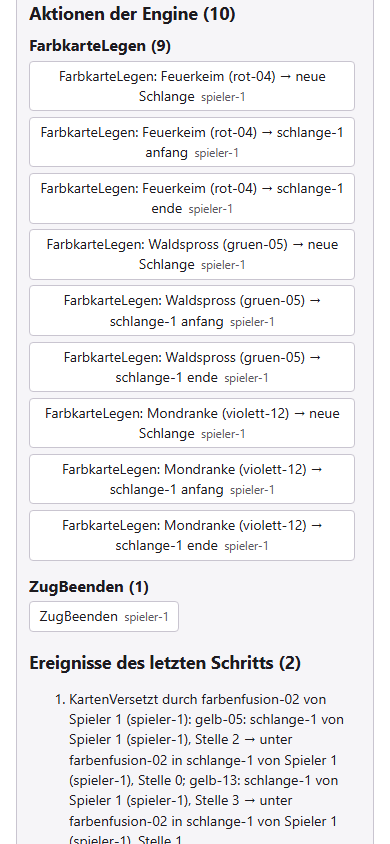 Aktionen der Engine (10)
FarbkarteLegen (9)
FarbkarteLegen: Feuerkeim (rot-04) → neue
Schlange spieler-1
FarbkarteLegen: Feuerkeim (rot-04) → schlange-1
anfang spieler-1
FarbkarteLegen: Feuerkeim (rot-04) → schlange-1
ende spieler-1
FarbkarteLegen: Waldspross (gruen-05) → neue
Schlange spieler-1
FarbkarteLegen: Waldspross (gruen-05) →
schlange-1 anfang spieler-1
FarbkarteLegen: Waldspross (gruen-05) →
schlange-1 ende spieler-1
FarbkarteLegen: Mondranke (violett-12) → neue
Schlange spieler-1
FarbkarteLegen: Mondranke (violett-12) →
schlange-1 anfang spieler-1
FarbkarteLegen: Mondranke (violett-12) →
schlange-1 ende spieler-1
ZugBeenden (1)
ZugBeenden spieler-1
Ereignisse des letzten Schritts (2)
1. KartenVersetzt durch farbenfusion-02 von
Spieler 1 (spieler-1): gelb-05: schlange-1 von
Spieler 1 (spieler-1), Stelle 2 → unter
farbenfusion-02 in schlange-1 von Spieler 1
(spieler-1), Stelle 0; gelb-13: schlange-1 von
Spieler 1 (spieler-1), Stelle 3 → unter
farbenfusion-02 in schlange-1 von Spieler 1
(spieler-1), Stelle 1